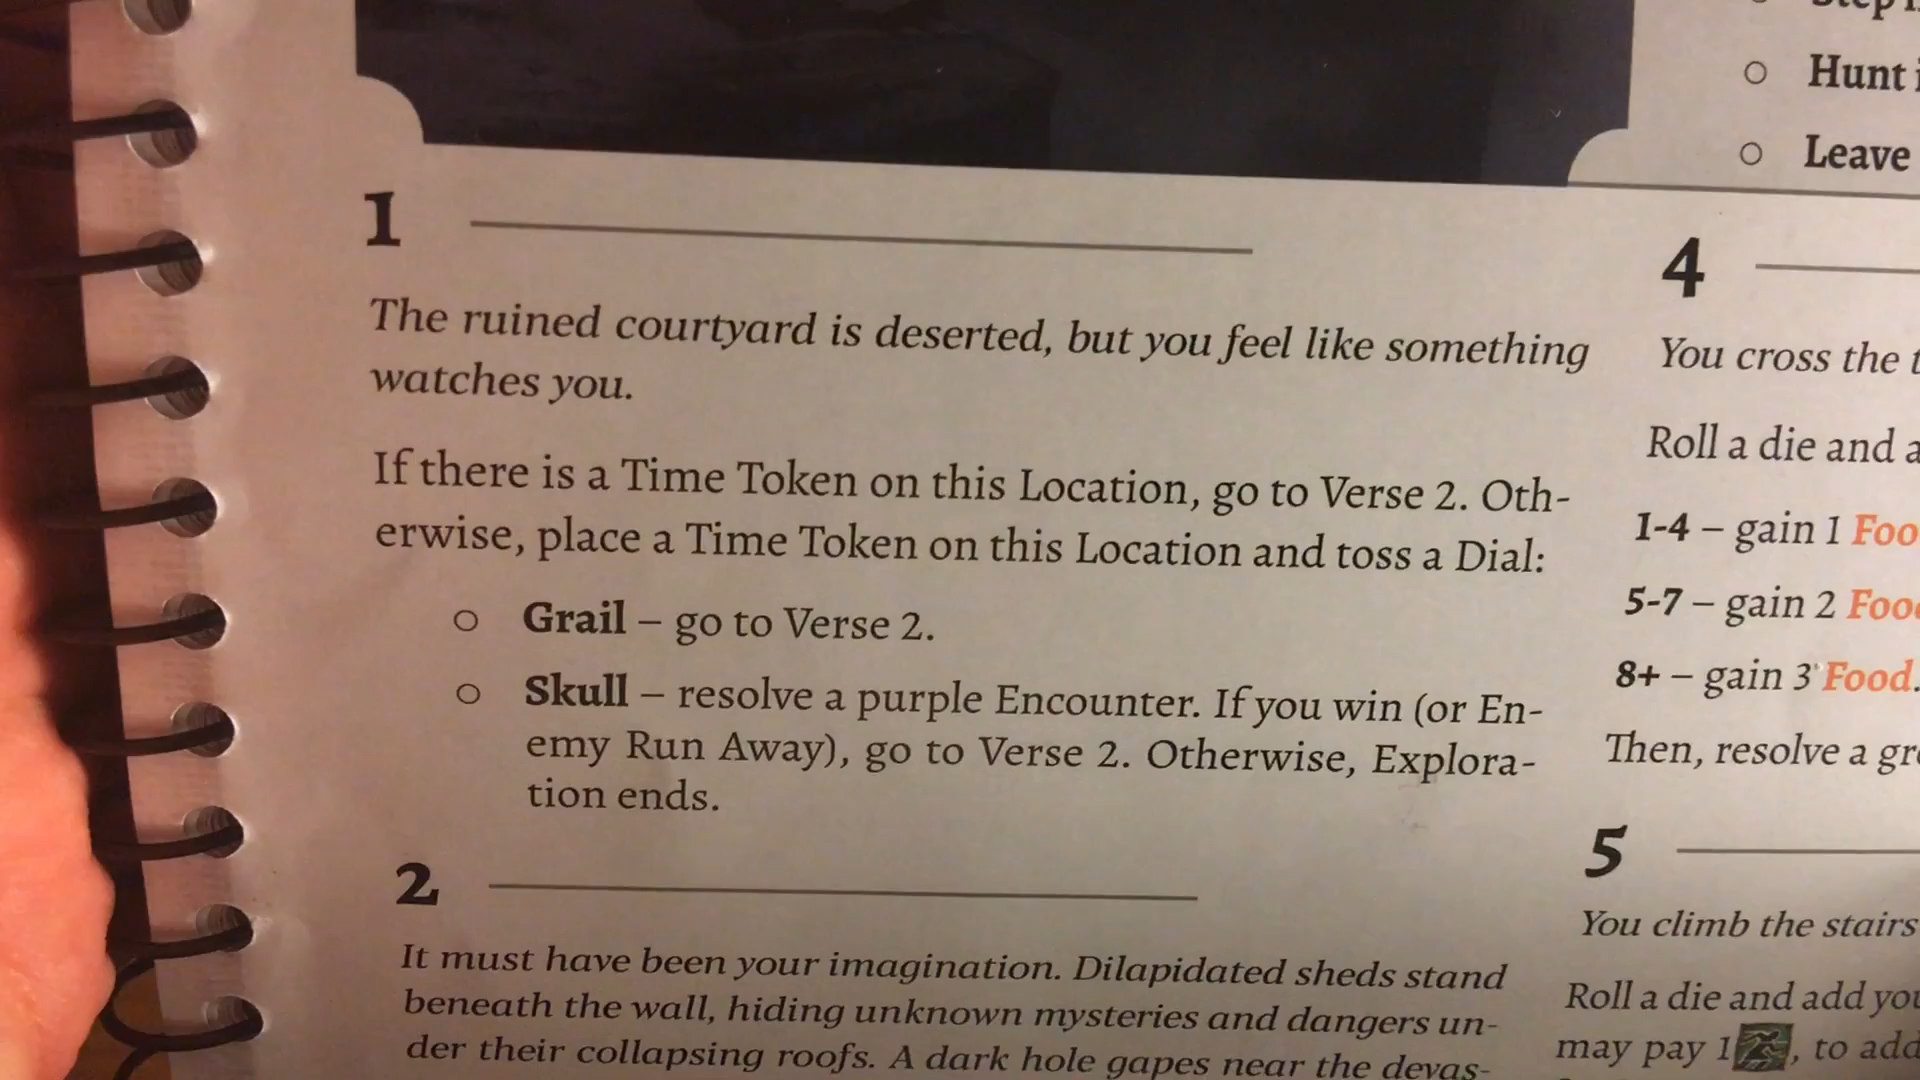 1
The ruined courtyard is deserted, but you feel like something
watches you.
If there is a Time Token on this Location, go to Verse 2. Oth-
erwise, place a Time Token on this Location and toss a Dial:
○ Grail – go to Verse 2.
○ Skull – resolve a purple Encounter. If you win (or En-
emy Run Away), go to Verse 2. Otherwise, Explora-
tion ends.
2
It must have been your imagination. Dilapidated sheds stand
beneath the wall, hiding unknown mysteries and dangers un-
der their collapsing roofs. A dark hole gapes near the devas-
Step
○ Hunt
○ Leave
4
You cross the
Roll a die and
1-4 – gain 1 Foo
5-7 – gain 2 Foo
8+ – gain 3 Food.
Then, resolve a
5
You climb the stairs
Roll a die and add
may pay 1 , to add